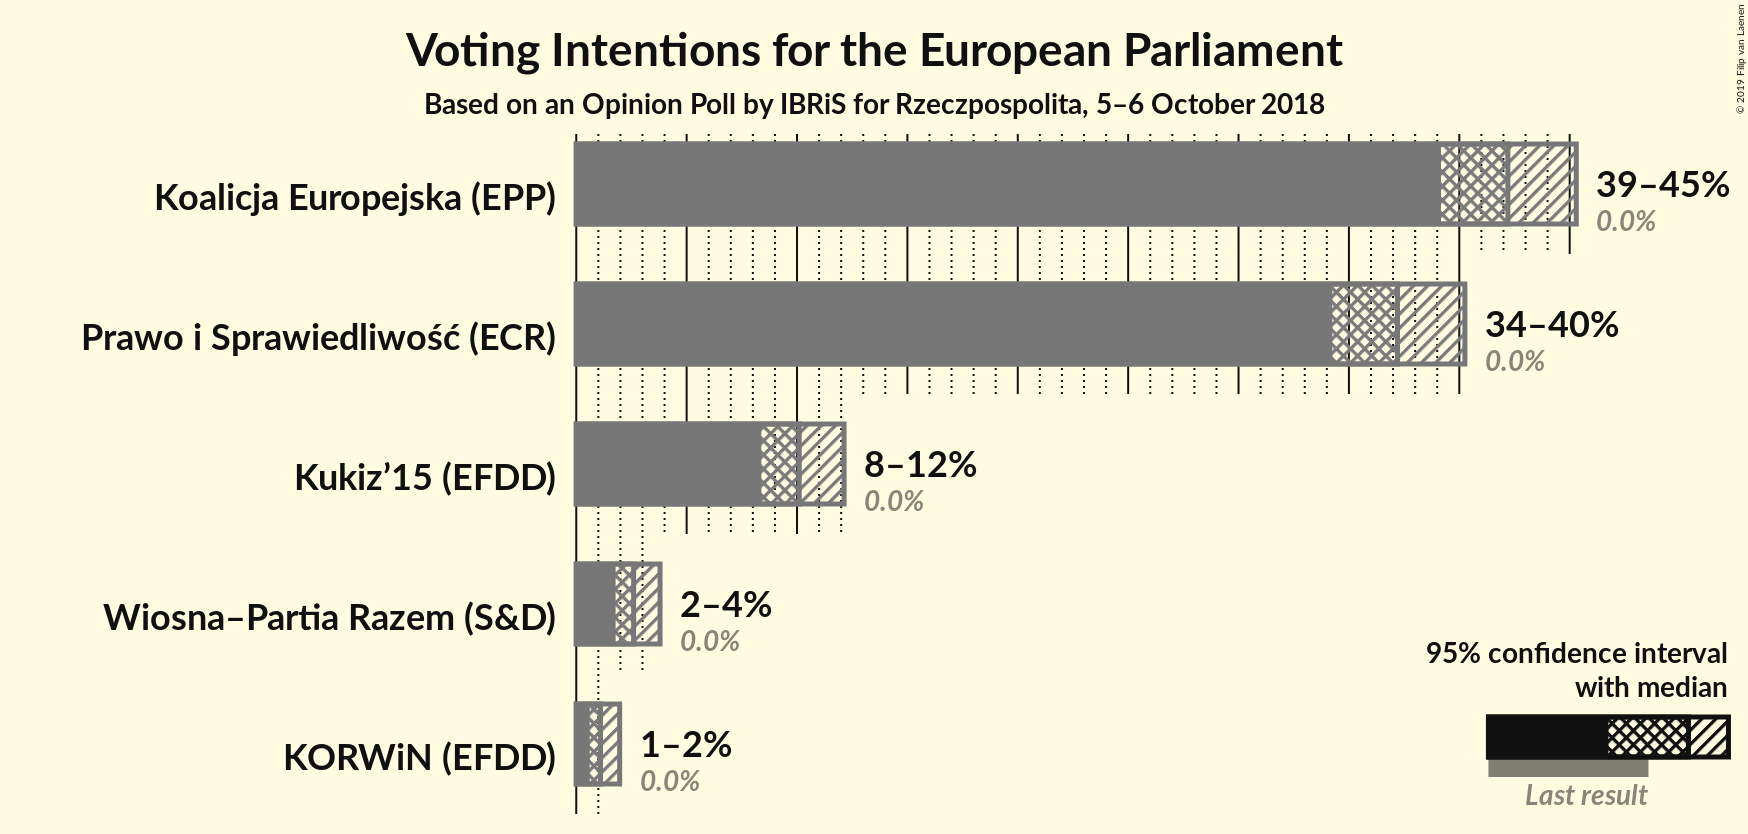 Voting Intentions for the European Parliament
Based on an Opinion Poll by IBRiS for Rzeczpospolita, 5–6 October 2018
© 2019 Filip van Laenen
Koalicja Europejska (EPP)
39–45%
0.0%
Prawo i Sprawiedliwość (ECR)
34–40%
0.0%
Kukiz’15 (EFDD)
8–12%
0.0%
Wiosna–Partia Razem (S&D)
2–4%
0.0%
KORWiN (EFDD)
1–2%
0.0%
95% confidence interval
with median
Last result